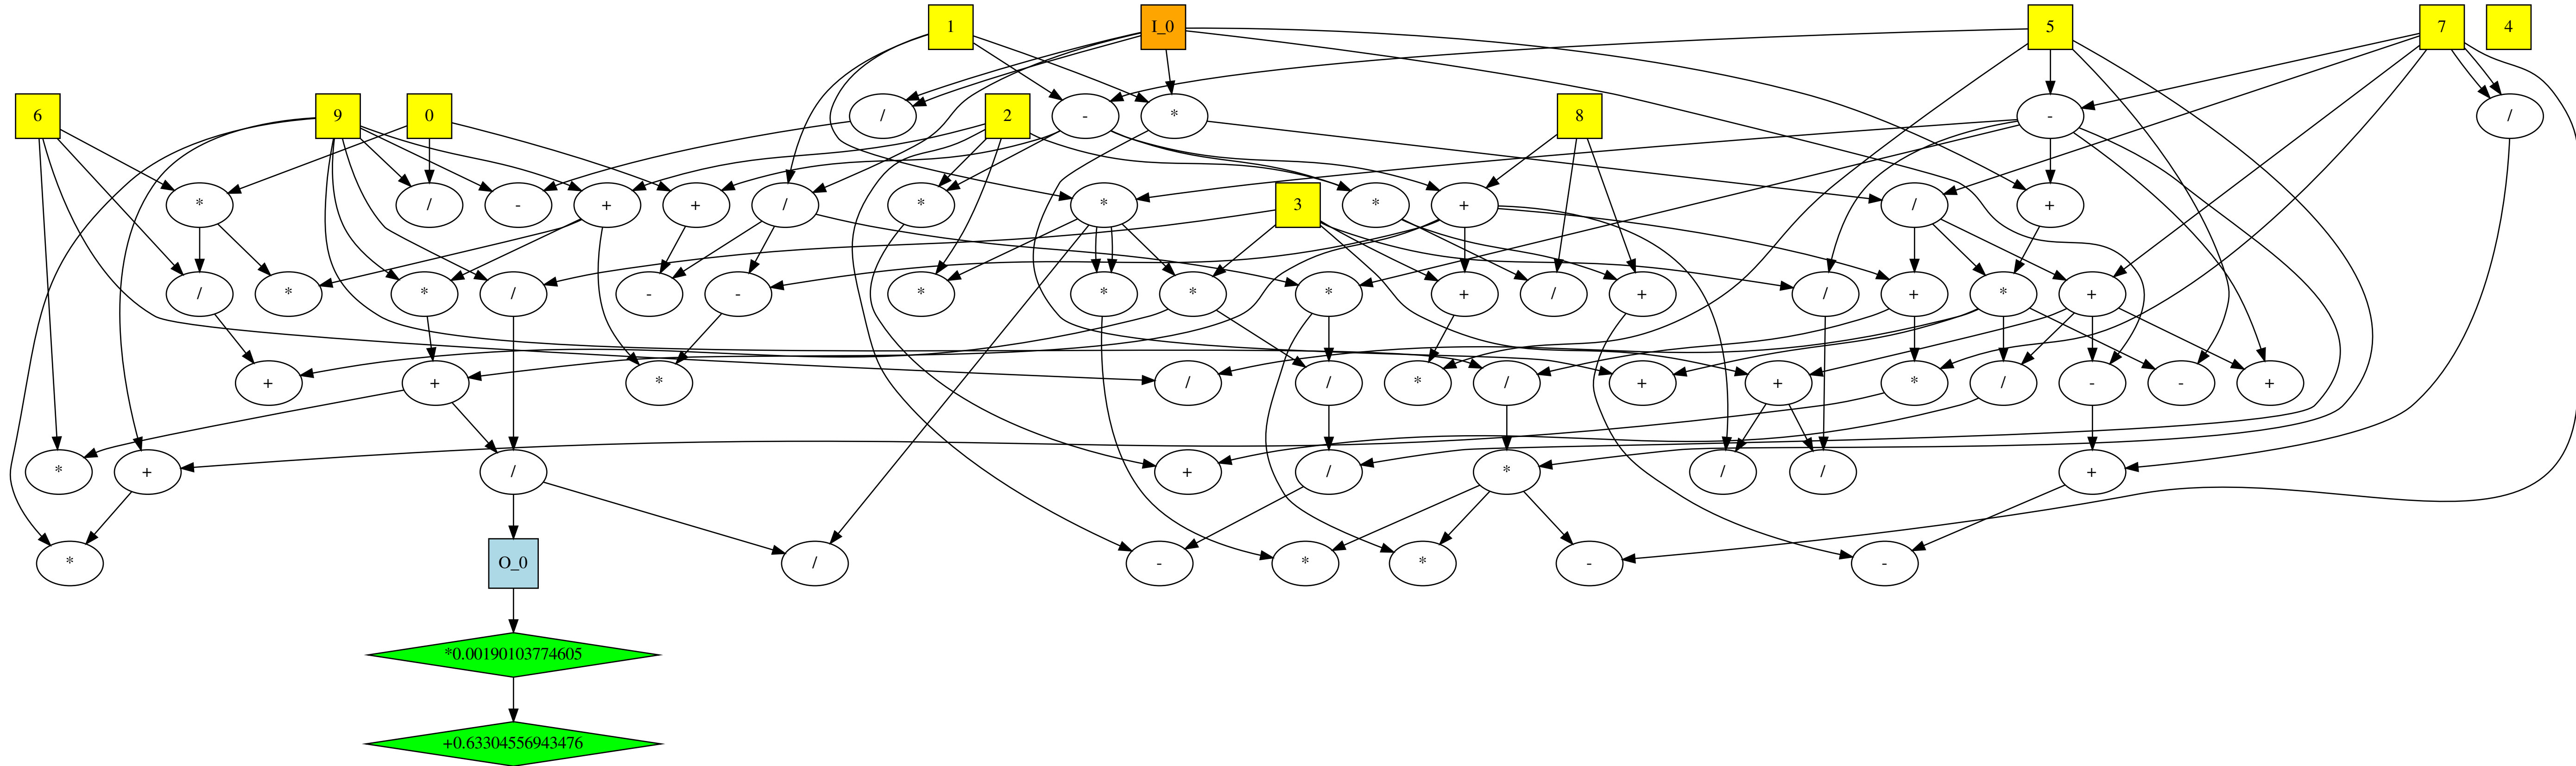 1 I_0 5 7 4
6 9 0 / 2 - * 8 - /
* / - + + / * * 3 * + / +
/ * * / - - * * * * + / + / + * +
+ + * / / * / + + * / - - +
* + / + / * / / +
* O_0 / - * * - -
*0.00190103774605
+0.63304556943476